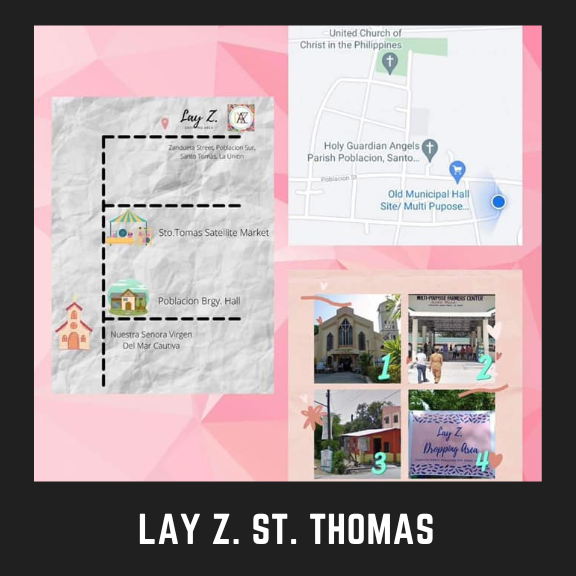 Lay Z.
Zandueta Street, Poblacion Sur,
Santo Tomas, La Union
Sto.Tomas Satellite Market
Poblacion Brgy. Hall
Nuestra Senora Virgen
Del Mar Cautiva
United Church of
Christ in the Philippines
Holy Guardian Angels
Parish Poblacion, Santo...
Poblacion St
Old Municipal Hall
Site/ Multi Pupose...
MULTI-PURPOSE FARMERS CENTER
1
2
3
Lay Z.
Dropping Area
4
LAY Z. ST. THOMAS